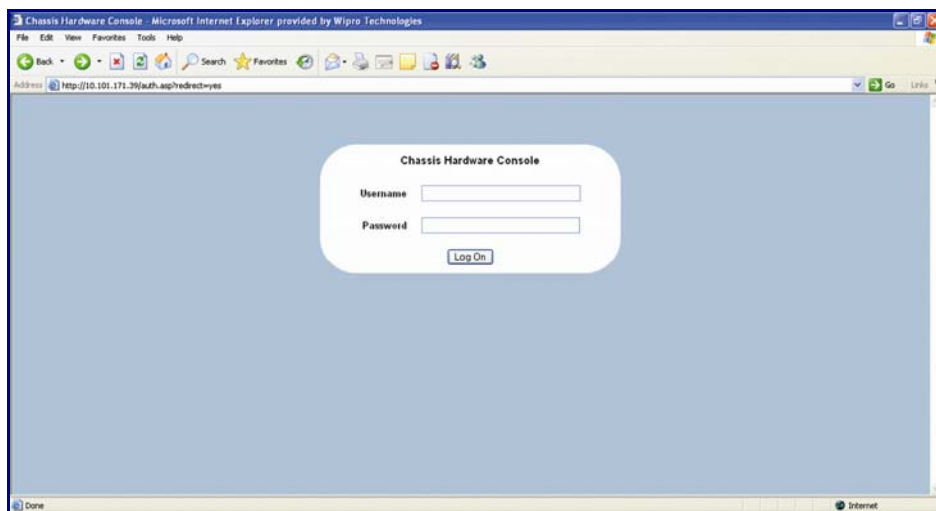 Chassis Hardware Console - Microsoft Internet Explorer provided by Wipro Technologies
File Edit View Favorites Tools Help
Back Search Favorites
Address http://10.101.171.39/auth.asp?redirect=yes Go Links
Chassis Hardware Console
Username
Password
Log On
Done Internet